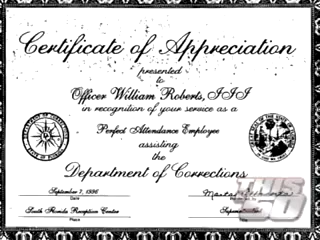 Certificate of Appreciation
presented
to
Officer William Roberts, III
in recognition of your service as a
Perfect Attendance Employee
assisting
the
Department of Corrections
September 7, 1996
Date
South Florida Reception Center
Place